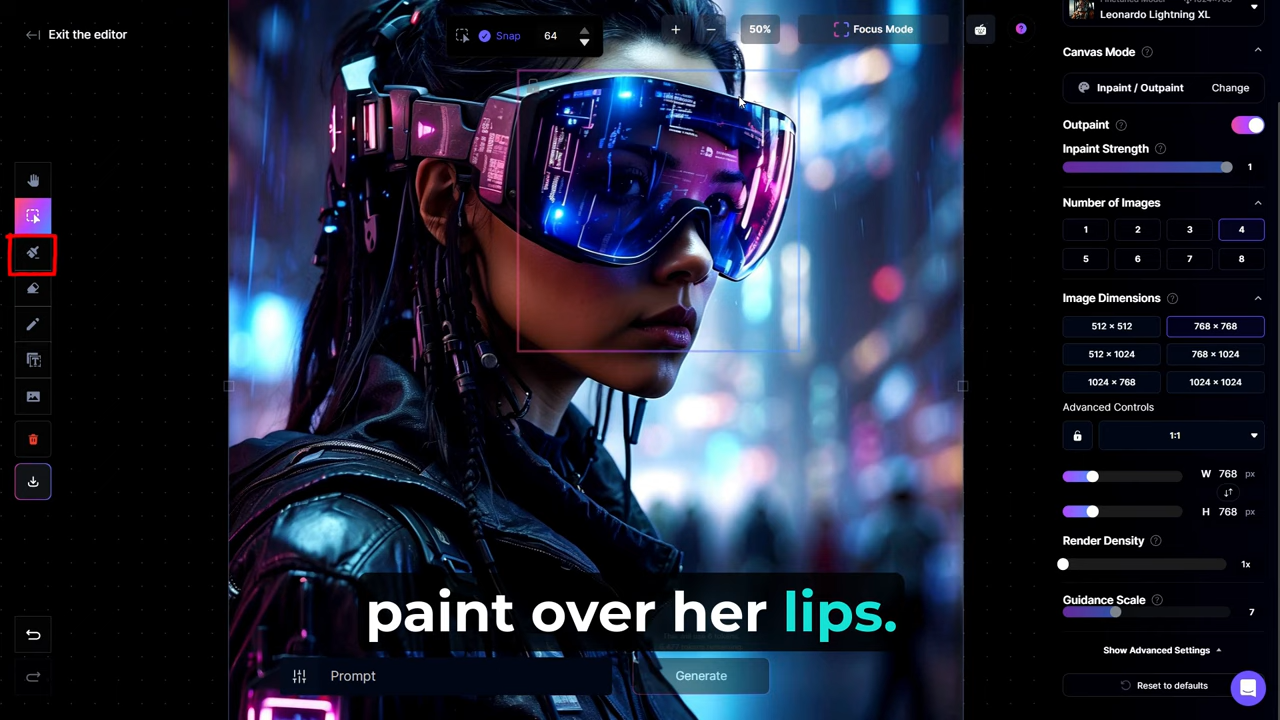 Exit the editor
Snap
64
50%
Focus Mode
Leonardo Lightning XL
Canvas Mode
Inpaint / Outpaint
Change
Outpaint
Inpaint Strength
1
Number of Images
1
2
3
4
5
6
7
8
Image Dimensions
512 × 512
768 × 768
512 × 1024
768 × 1024
1024 × 768
1024 × 1024
Advanced Controls
1:1
W 768 px
H 768 px
Render Density
1x
Guidance Scale
7
Show Advanced Settings
Reset to defaults
paint over her lips.
Prompt
Generate